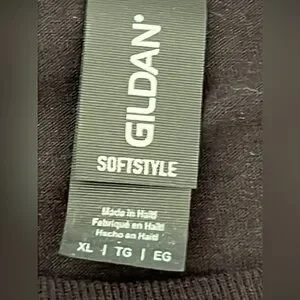 GILDAN®
SOFTSTYLE
Made in Haiti
Fabriqué en Haïti
Hecho en Haití
XL | TG | EG